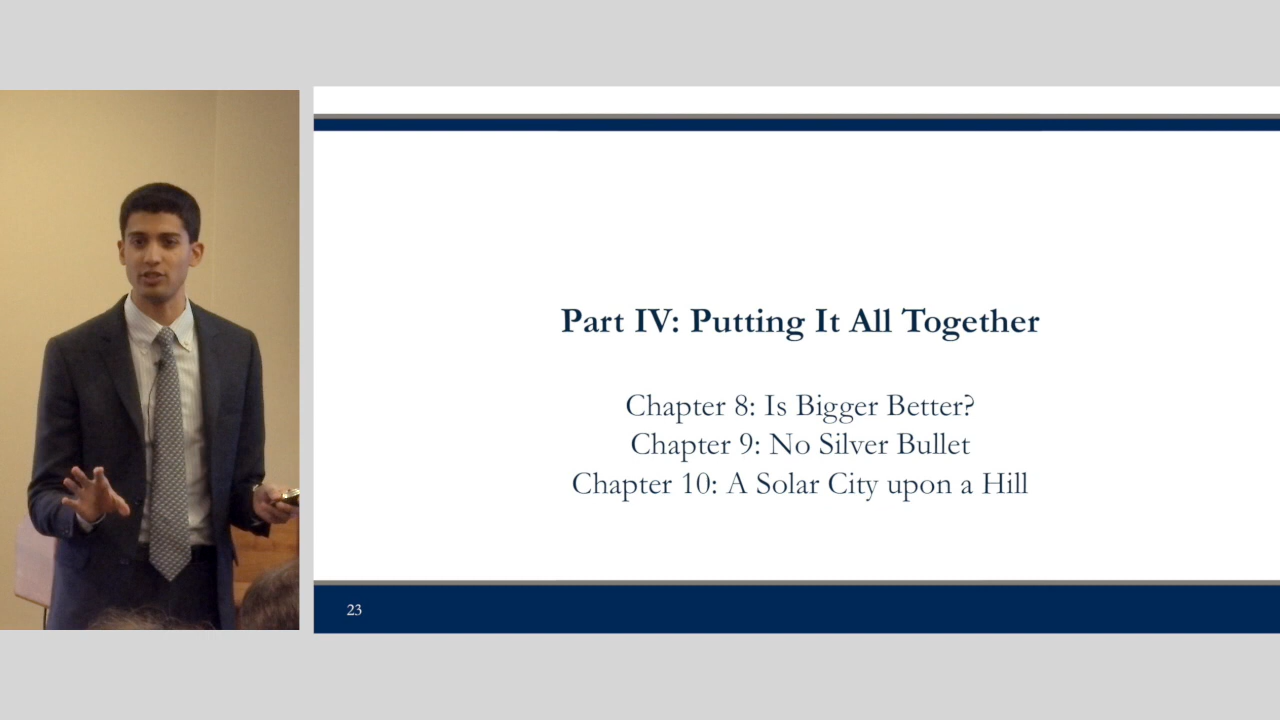 Part IV: Putting It All Together
Chapter 8: Is Bigger Better?
Chapter 9: No Silver Bullet
Chapter 10: A Solar City upon a Hill
23